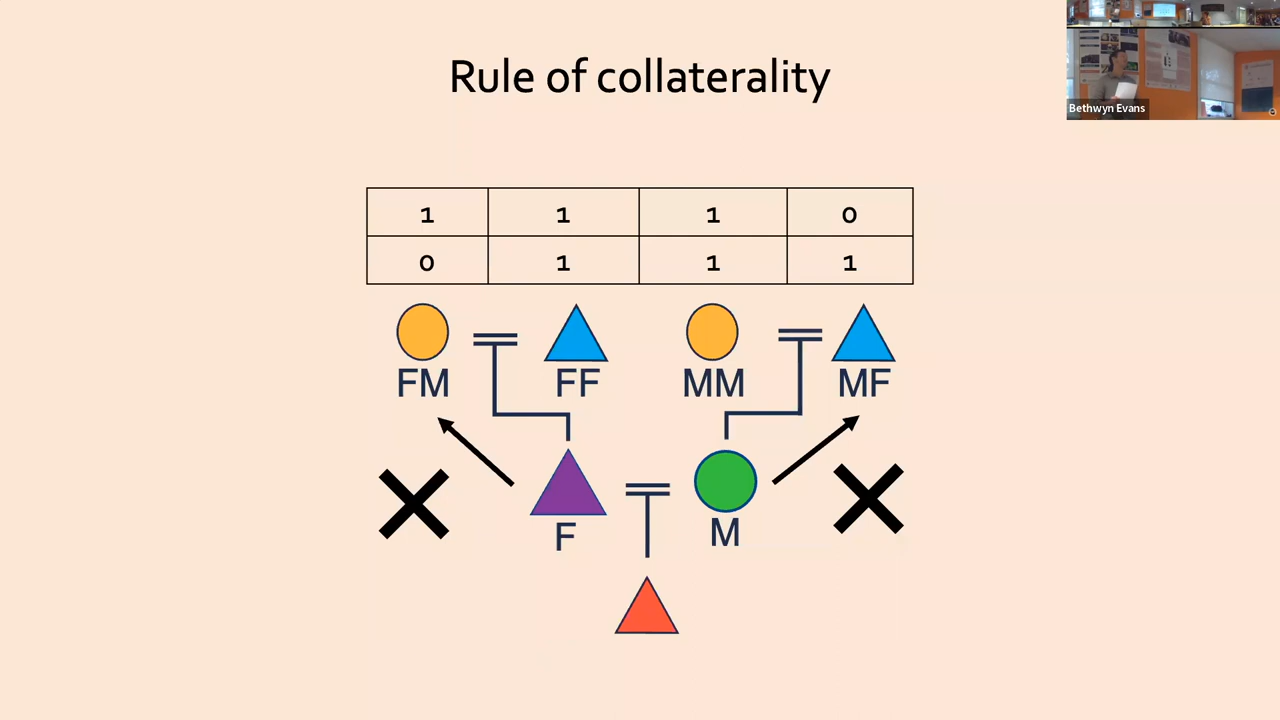 Rule of collaterality
Bethwyn Evans
1 1 1 0
0 1 1 1
FM FF MM MF
F M